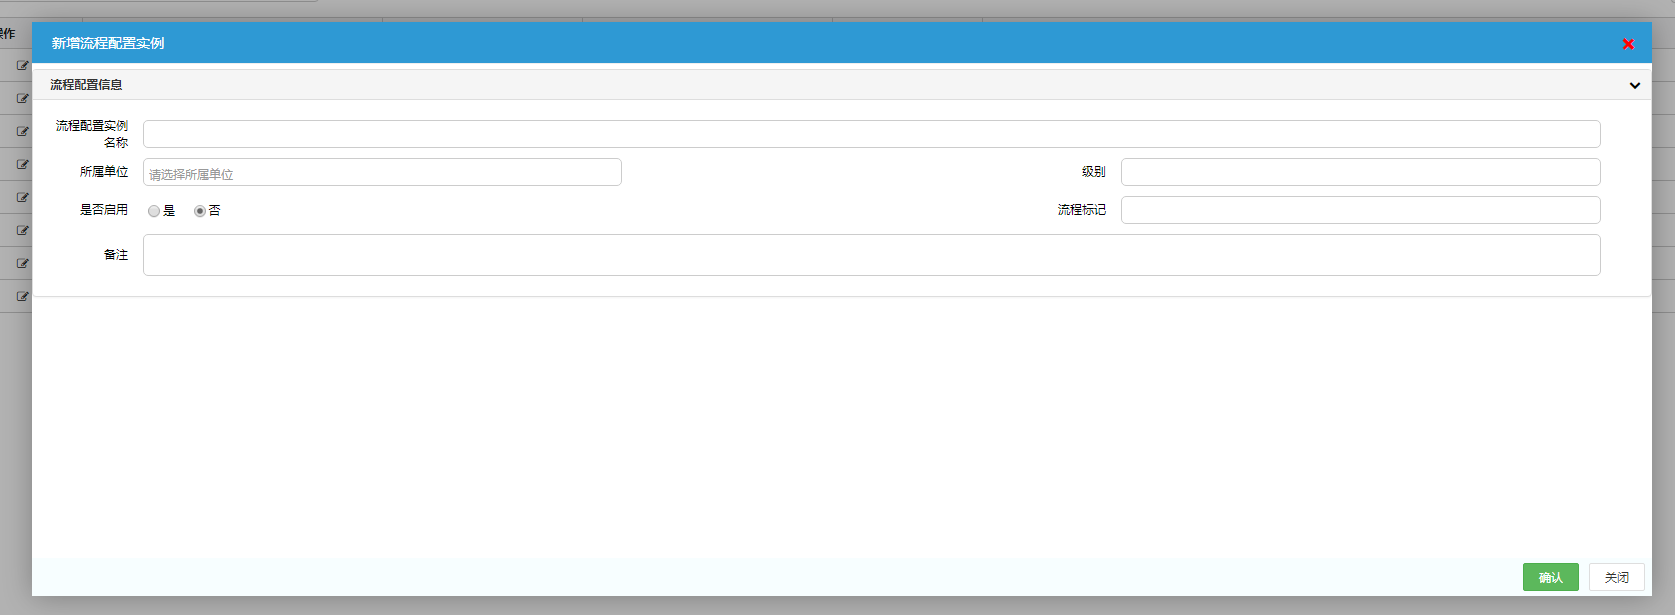 操作
新增流程配置实例
流程配置信息
流程配置实例
名称
所属单位
请选择所属单位
级别
是否启用
是
否
流程标记
备注
确认
关闭